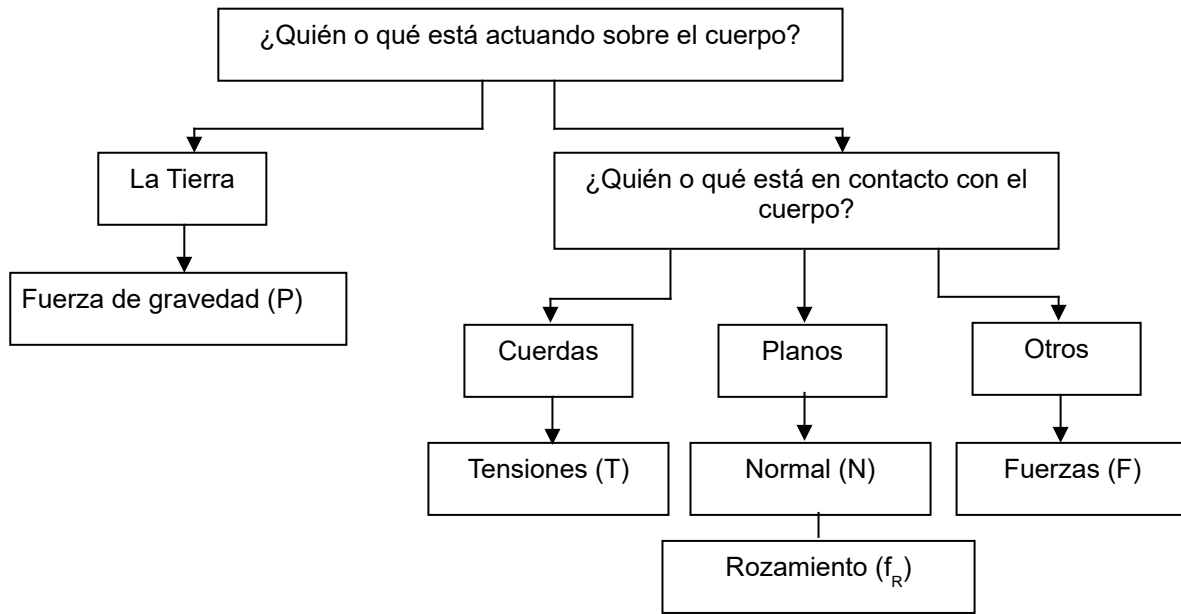 ¿Quién o qué está actuando sobre el cuerpo?
La Tierra
¿Quién o qué está en contacto con el
cuerpo?
Fuerza de gravedad (P)
Cuerdas
Planos
Otros
Tensiones (T)
Normal (N)
Fuerzas (F)
Rozamiento (fR)